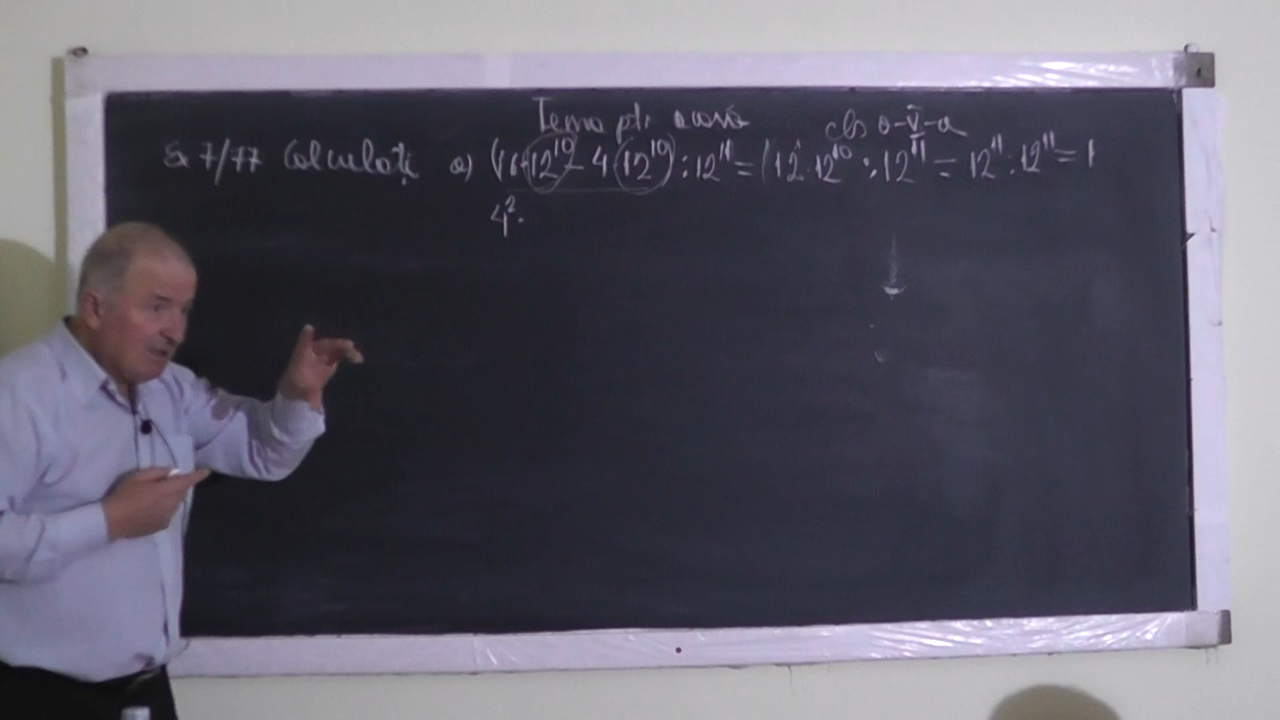 Tema pt. acasă
cls a-V-a
Ex 7/77 Calculați a) (16·12¹⁰ - 4·12¹⁰) : 12¹¹ = (12·12¹⁰ : 12¹¹ = 12¹¹ : 12¹¹ = 1
4²·